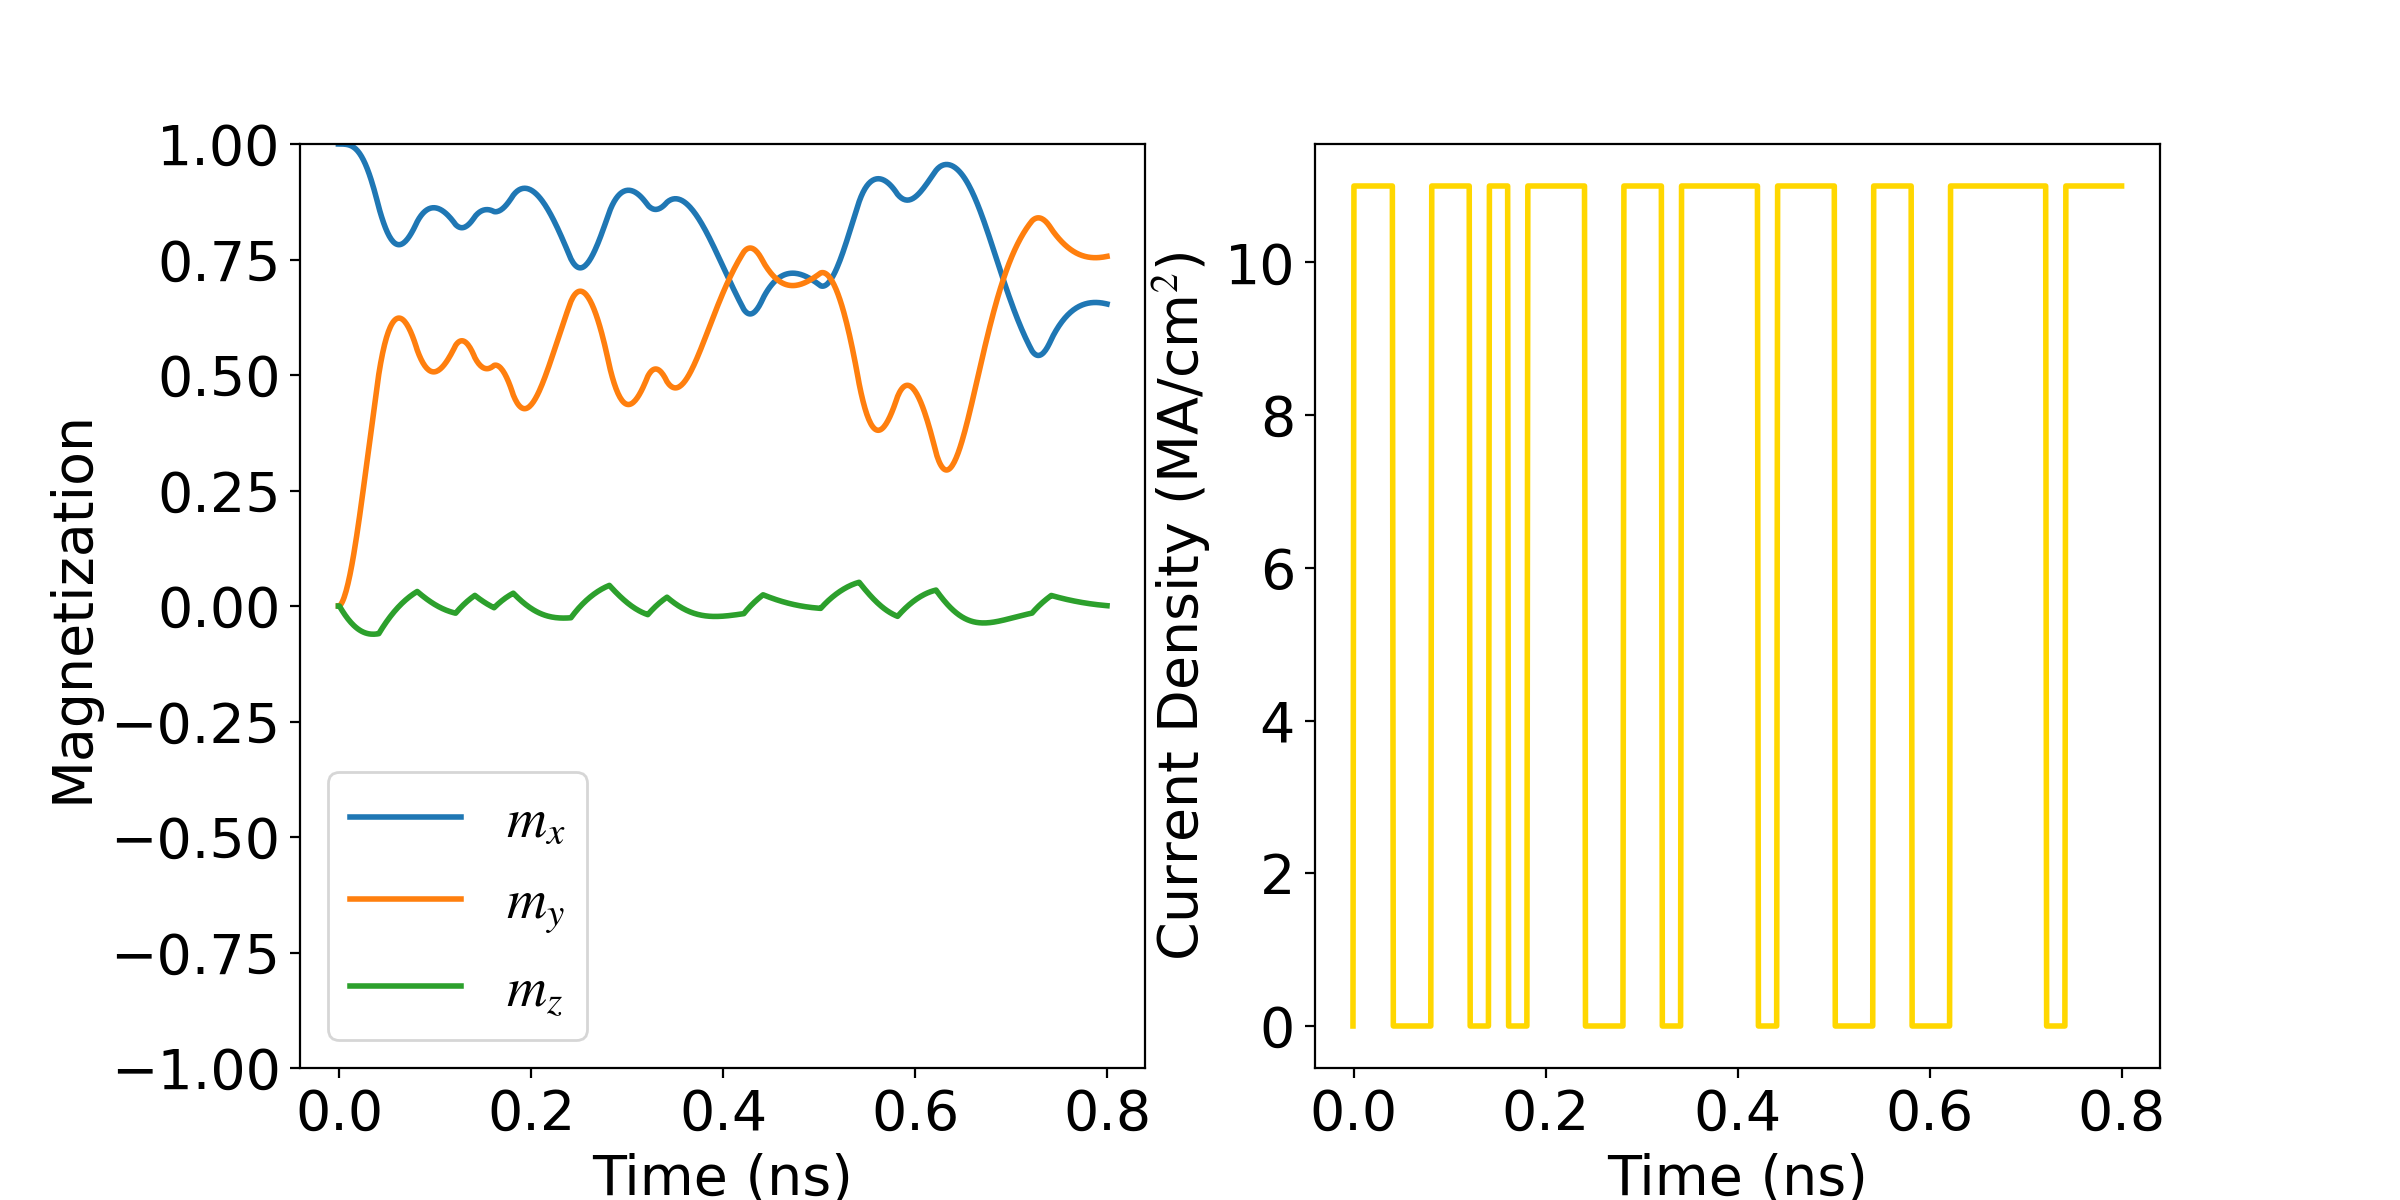 Magnetization
1.00
0.75
0.50
0.25
0.00
−0.25
−0.50
−0.75
−1.00
m_x
m_y
m_z
0.0 0.2 0.4 0.6 0.8
Time (ns)
Current Density (MA/cm²)
10
8
6
4
2
0
0.0 0.2 0.4 0.6 0.8
Time (ns)